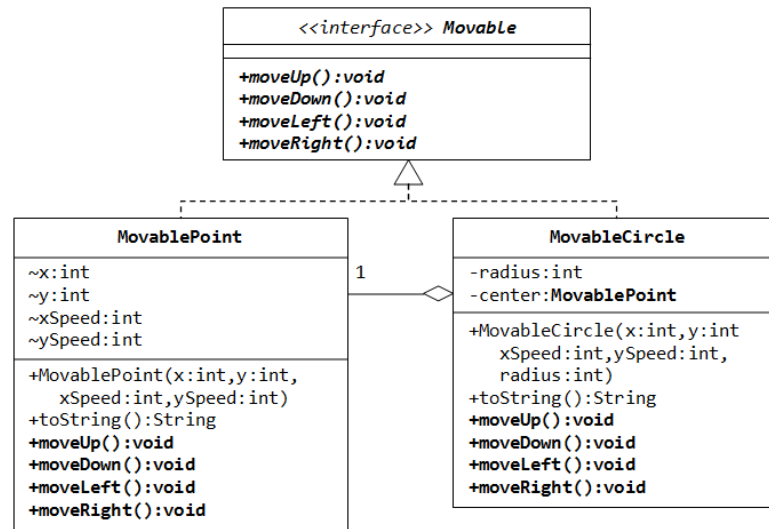 <<interface>> Movable
+moveUp():void
+moveDown():void
+moveLeft():void
+moveRight():void
MovablePoint
~x:int
~y:int
~xSpeed:int
~ySpeed:int
+MovablePoint(x:int,y:int,
xSpeed:int,ySpeed:int)
+toString():String
+moveUp():void
+moveDown():void
+moveLeft():void
+moveRight():void
1
MovableCircle
-radius:int
-center:MovablePoint
+MovableCircle(x:int,y:int
xSpeed:int,ySpeed:int,
radius:int)
+toString():String
+moveUp():void
+moveDown():void
+moveLeft():void
+moveRight():void